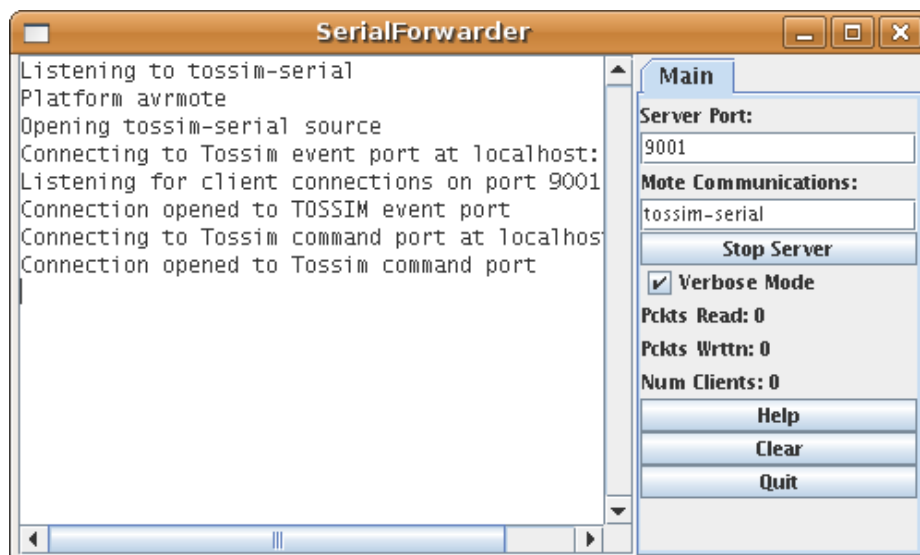 SerialForwarder
Listening to tossim-serial
Platform avrmote
Opening tossim-serial source
Connecting to Tossim event port at localhost:
Listening for client connections on port 9001
Connection opened to TOSSIM event port
Connecting to Tossim command port at localhos
Connection opened to Tossim command port
Main
Server Port:
9001
Mote Communications:
tossim-serial
Stop Server
Verbose Mode
Pckts Read: 0
Pckts Wrttn: 0
Num Clients: 0
Help
Clear
Quit